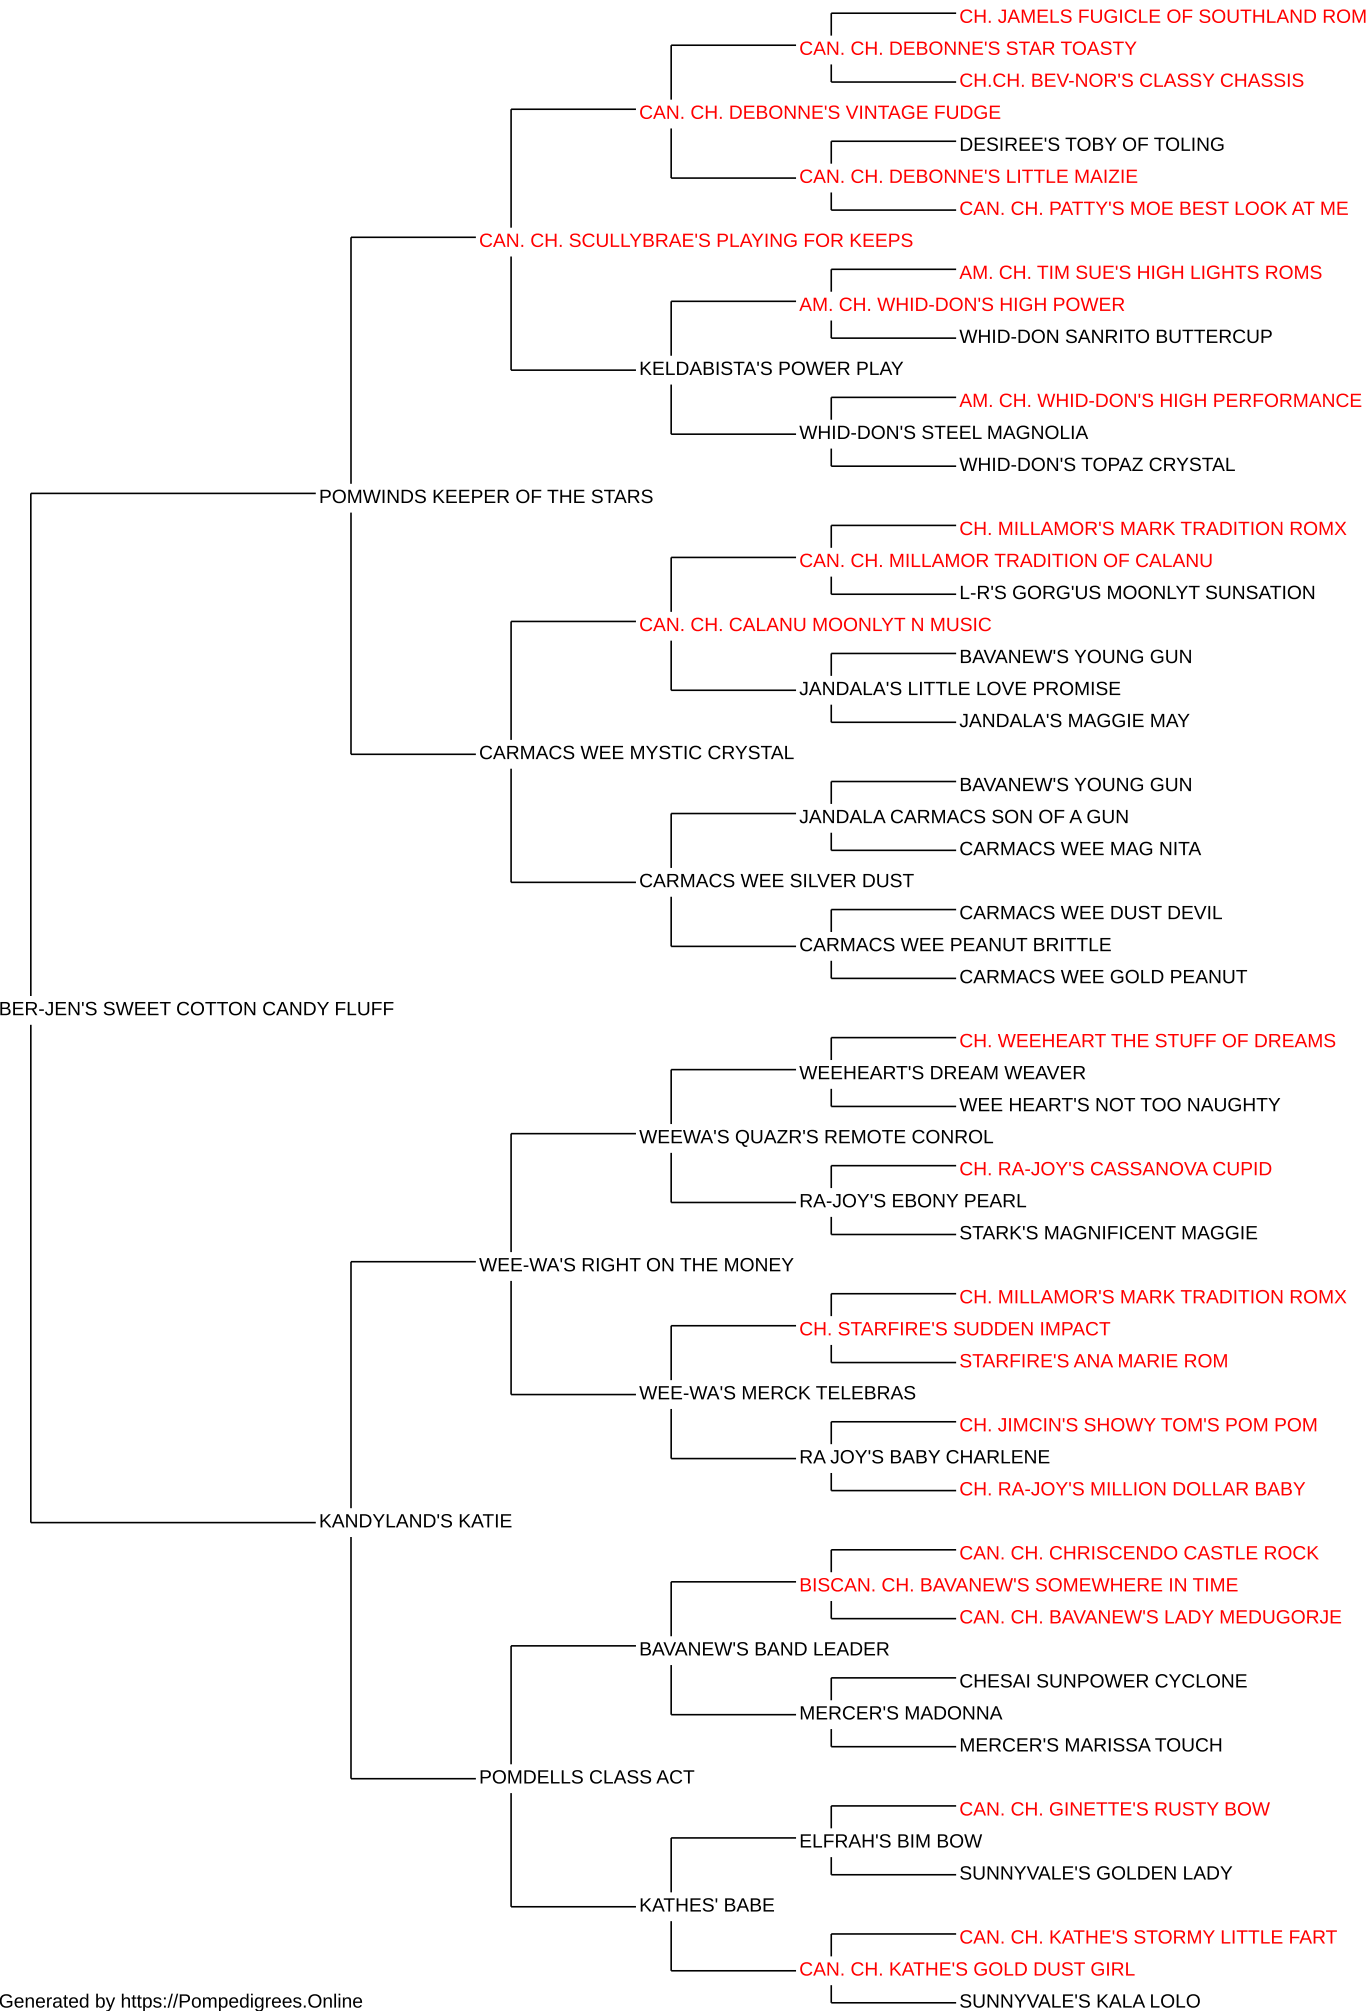 CH. JAMELS FUGICLE OF SOUTHLAND ROM
CAN. CH. DEBONNE'S STAR TOASTY
CH.CH. BEV-NOR'S CLASSY CHASSIS
CAN. CH. DEBONNE'S VINTAGE FUDGE
DESIREE'S TOBY OF TOLING
CAN. CH. DEBONNE'S LITTLE MAIZIE
CAN. CH. PATTY'S MOE BEST LOOK AT ME
CAN. CH. SCULLYBRAE'S PLAYING FOR KEEPS
AM. CH. TIM SUE'S HIGH LIGHTS ROMS
AM. CH. WHID-DON'S HIGH POWER
WHID-DON SANRITO BUTTERCUP
KELDABISTA'S POWER PLAY
AM. CH. WHID-DON'S HIGH PERFORMANCE
WHID-DON'S STEEL MAGNOLIA
WHID-DON'S TOPAZ CRYSTAL
POMWINDS KEEPER OF THE STARS
CH. MILLAMOR'S MARK TRADITION ROMX
CAN. CH. MILLAMOR TRADITION OF CALANU
L-R'S GORG'US MOONLYT SUNSATION
CAN. CH. CALANU MOONLYT N MUSIC
BAVANEW'S YOUNG GUN
JANDALA'S LITTLE LOVE PROMISE
JANDALA'S MAGGIE MAY
CARMACS WEE MYSTIC CRYSTAL
BAVANEW'S YOUNG GUN
JANDALA CARMACS SON OF A GUN
CARMACS WEE MAG NITA
CARMACS WEE SILVER DUST
CARMACS WEE DUST DEVIL
CARMACS WEE PEANUT BRITTLE
CARMACS WEE GOLD PEANUT
BER-JEN'S SWEET COTTON CANDY FLUFF
CH. WEEHEART THE STUFF OF DREAMS
WEEHEART'S DREAM WEAVER
WEE HEART'S NOT TOO NAUGHTY
WEEWA'S QUAZR'S REMOTE CONROL
CH. RA-JOY'S CASSANOVA CUPID
RA-JOY'S EBONY PEARL
STARK'S MAGNIFICENT MAGGIE
WEE-WA'S RIGHT ON THE MONEY
CH. MILLAMOR'S MARK TRADITION ROMX
CH. STARFIRE'S SUDDEN IMPACT
STARFIRE'S ANA MARIE ROM
WEE-WA'S MERCK TELEBRAS
CH. JIMCIN'S SHOWY TOM'S POM POM
RA JOY'S BABY CHARLENE
CH. RA-JOY'S MILLION DOLLAR BABY
KANDYLAND'S KATIE
CAN. CH. CHRISCENDO CASTLE ROCK
BISCAN. CH. BAVANEW'S SOMEWHERE IN TIME
CAN. CH. BAVANEW'S LADY MEDUGORJE
BAVANEW'S BAND LEADER
CHESAI SUNPOWER CYCLONE
MERCER'S MADONNA
MERCER'S MARISSA TOUCH
POMDELLS CLASS ACT
CAN. CH. GINETTE'S RUSTY BOW
ELFRAH'S BIM BOW
SUNNYVALE'S GOLDEN LADY
KATHES' BABE
CAN. CH. KATHE'S STORMY LITTLE FART
CAN. CH. KATHE'S GOLD DUST GIRL
SUNNYVALE'S KALA LOLO
Generated by https://Pompedigrees.Online